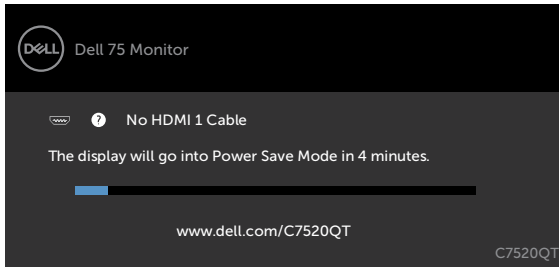 DELL
Dell 75 Monitor
? No HDMI 1 Cable
The display will go into Power Save Mode in 4 minutes.
www.dell.com/C7520QT
C7520QT